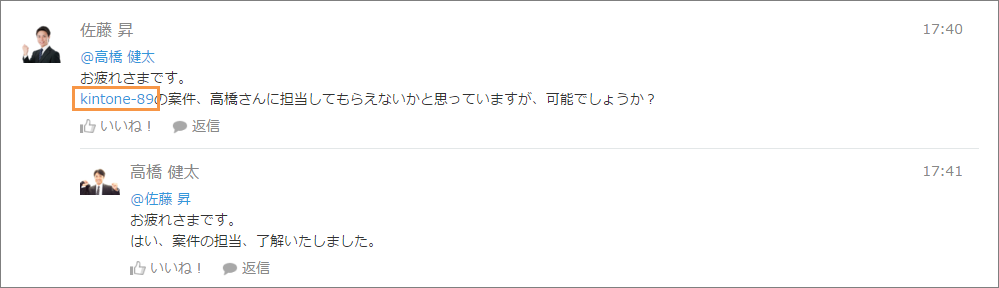 佐藤 昇
17:40
@高橋 健太
お疲れさまです。
kintone-89の案件、高橋さんに担当してもらえないかと思っていますが、可能でしょうか？
いいね！ 返信
高橋 健太
17:41
@佐藤 昇
お疲れさまです。
はい、案件の担当、了解いたしました。
いいね！ 返信